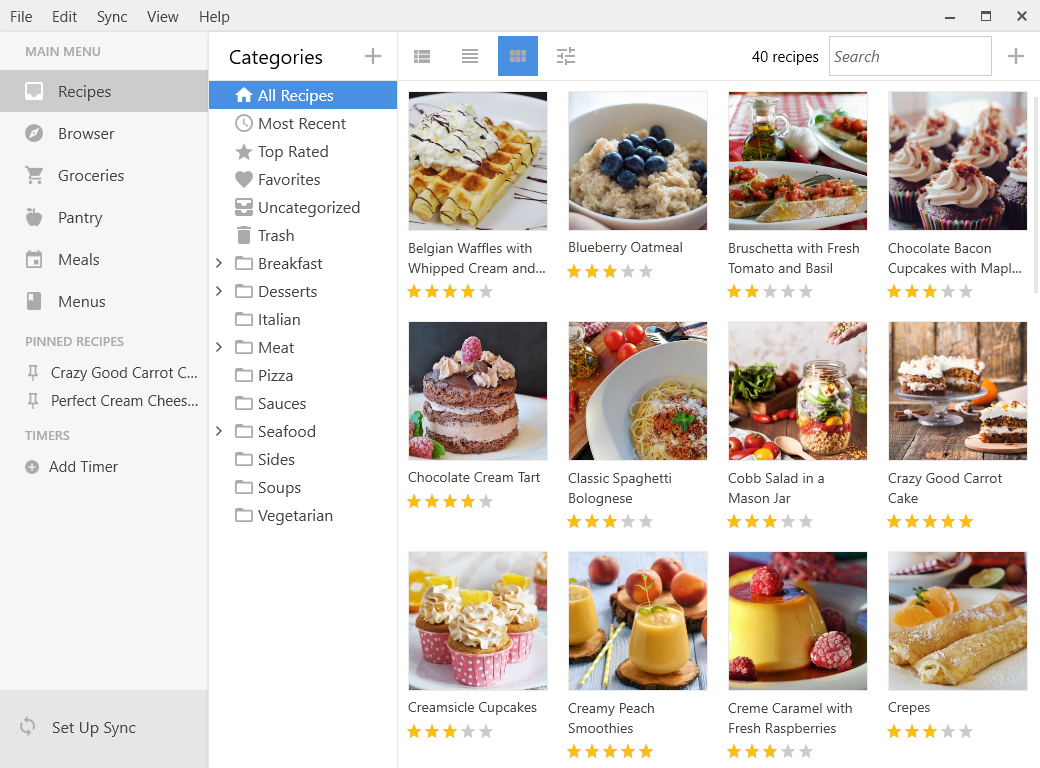 File Edit Sync View Help
MAIN MENU
Recipes
Browser
Groceries
Pantry
Meals
Menus
PINNED RECIPES
Crazy Good Carrot C...
Perfect Cream Chees...
TIMERS
Add Timer
Set Up Sync
Categories
All Recipes
Most Recent
Top Rated
Favorites
Uncategorized
Trash
Breakfast
Desserts
Italian
Meat
Pizza
Sauces
Seafood
Sides
Soups
Vegetarian
40 recipes
Search
Belgian Waffles with
Whipped Cream and...
Blueberry Oatmeal
Bruschetta with Fresh
Tomato and Basil
Chocolate Bacon
Cupcakes with Mapl...
Chocolate Cream Tart
Classic Spaghetti
Bolognese
Cobb Salad in a
Mason Jar
Crazy Good Carrot
Cake
Creamsicle Cupcakes
Creamy Peach
Smoothies
Creme Caramel with
Fresh Raspberries
Crepes